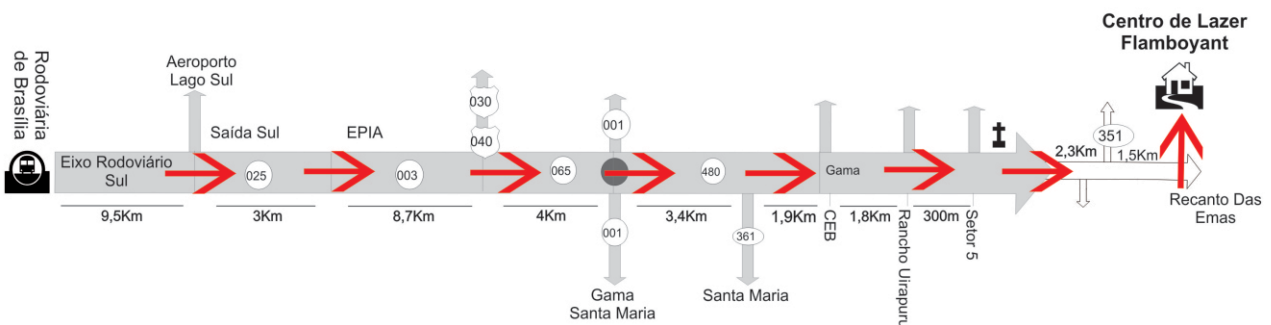 Rodoviária
de Brasília
Aeroporto
Lago Sul
Saída Sul
EPIA
030
040
001
Centro de Lazer
Flamboyant
351
Eixo Rodoviário
Sul
025
003
065
480
Gama
2,3Km
1,5Km
9,5Km
3Km
8,7Km
4Km
3,4Km
1,9Km
1,8Km
300m
001
361
CEB
Rancho Uirapuru
Setor 5
Recanto Das
Emas
Gama
Santa Maria
Santa Maria